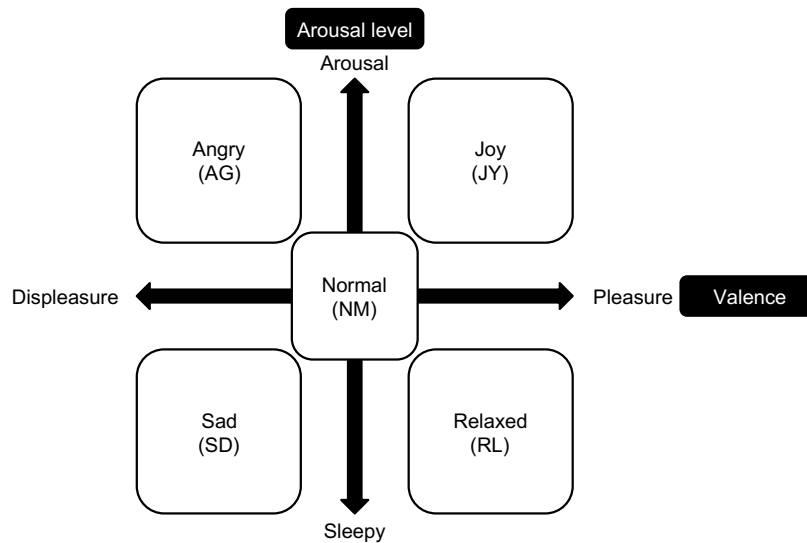 Arousal level
Arousal
Angry
(AG)
Joy
(JY)
Displeasure
Normal
(NM)
Pleasure
Valence
Sad
(SD)
Relaxed
(RL)
Sleepy